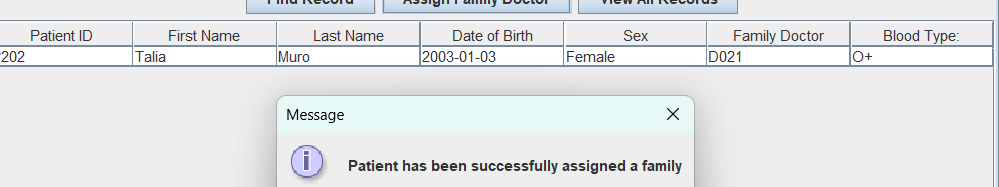 Find Record Assign Family Doctor View All Records
Patient ID First Name Last Name Date of Birth Sex Family Doctor Blood Type:
202 Talia Muro 2003-01-03 Female D021 O+
Message
Patient has been successfully assigned a family